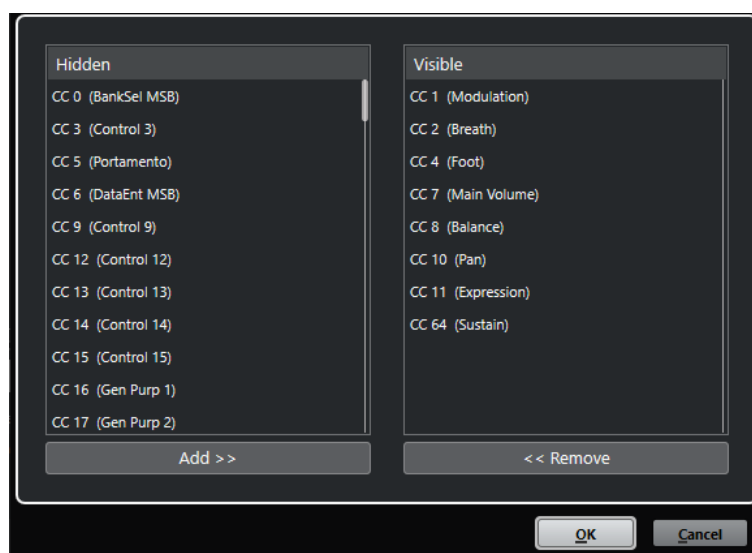 Hidden
CC 0 (BankSel MSB)
CC 3 (Control 3)
CC 5 (Portamento)
CC 6 (DataEnt MSB)
CC 9 (Control 9)
CC 12 (Control 12)
CC 13 (Control 13)
CC 14 (Control 14)
CC 15 (Control 15)
CC 16 (Gen Purp 1)
CC 17 (Gen Purp 2)
Add >>
Visible
CC 1 (Modulation)
CC 2 (Breath)
CC 4 (Foot)
CC 7 (Main Volume)
CC 8 (Balance)
CC 10 (Pan)
CC 11 (Expression)
CC 64 (Sustain)
<< Remove
OK
Cancel